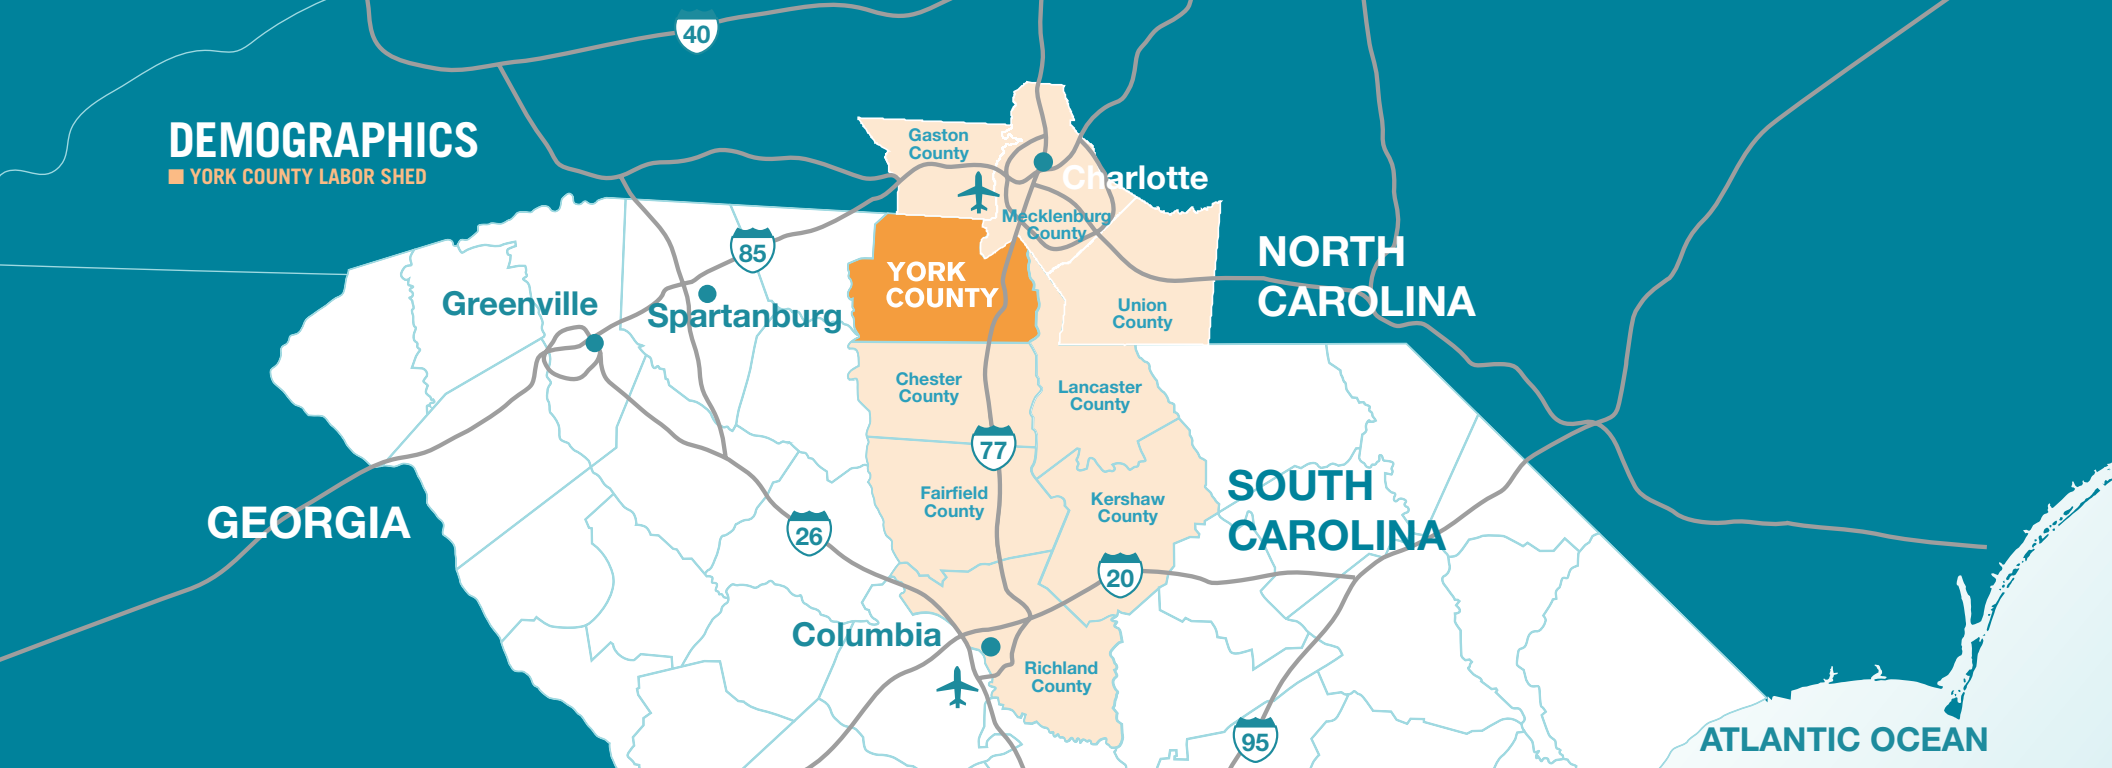 40
DEMOGRAPHICS
YORK COUNTY LABOR SHED
Gaston
County
Charlotte
Mecklenburg
County
85
NORTH
CAROLINA
YORK
COUNTY
Greenville
Spartanburg
Union
County
Chester
County
Lancaster
County
77
GEORGIA
Fairfield
County
Kershaw
County
SOUTH
CAROLINA
26
20
Columbia
Richland
County
95
ATLANTIC OCEAN